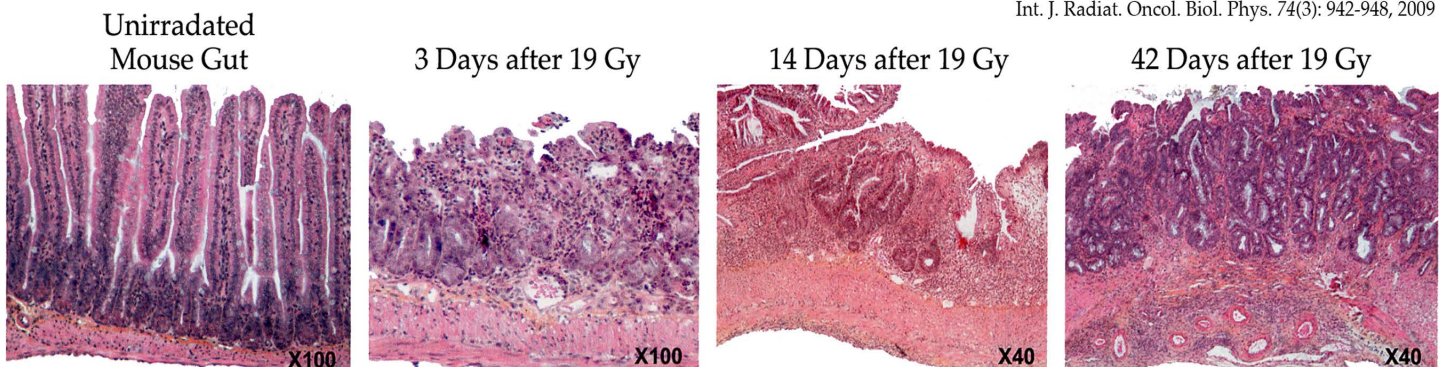 Int. J. Radiat. Oncol. Biol. Phys. 74(3): 942-948, 2009
Unirradated
Mouse Gut
3 Days after 19 Gy
14 Days after 19 Gy
42 Days after 19 Gy
X100
X100
X40
X40